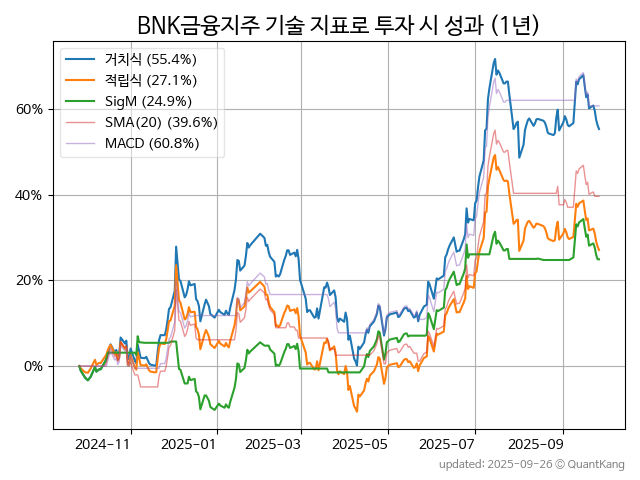 BNK금융지주 기술 지표로 투자 시 성과 (1년)
거치식 (55.4%)
적립식 (27.1%)
SigM (24.9%)
SMA(20) (39.6%)
MACD (60.8%)
60%
40%
20%
0%
2024-11 2025-01 2025-03 2025-05 2025-07 2025-09
updated: 2025-09-26 © QuantKang